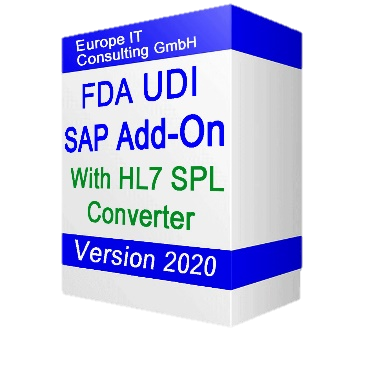 Europe IT
Consulting GmbH
FDA UDI
SAP Add-On
With HL7 SPL
Converter
Version 2020